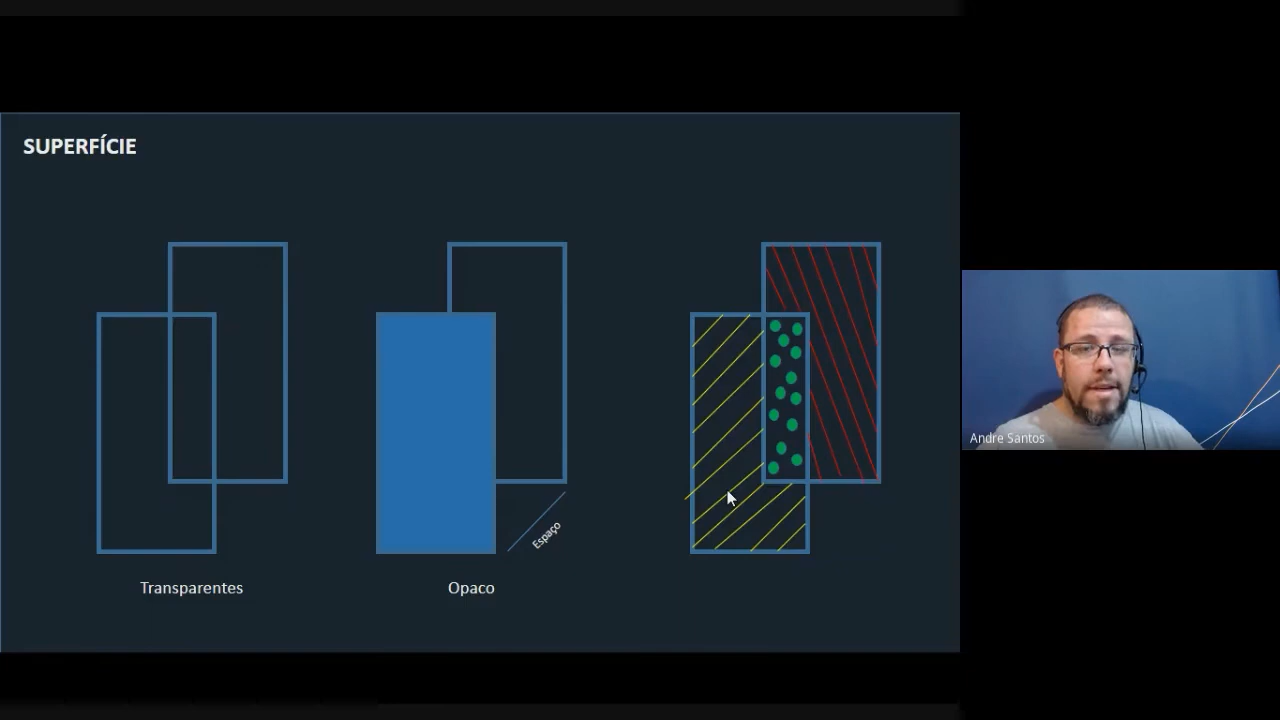 SUPERFÍCIE
Espaço
Transparentes
Opaco
Andre Santos